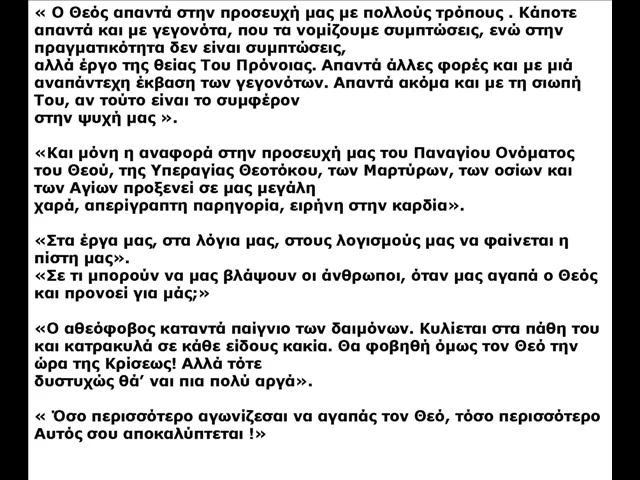 « Ο Θεός απαντά στην προσευχή μας με πολλούς τρόπους . Κάποτε
απαντά και με γεγονότα, που τα νομίζουμε συμπτώσεις, ενώ στην
πραγματικότητα δεν είναι συμπτώσεις,
αλλά έργο της θείας Του Πρόνοιας. Απαντά άλλες φορές και με μιά
αναπάντεχη έκβαση των γεγονότων. Απαντά ακόμα και με τη σιωπή
Του, αν τούτο είναι το συμφέρον
στην ψυχή μας ».
«Και μόνη η αναφορά στην προσευχή μας του Παναγίου Ονόματος
του Θεού, της Υπεραγίας Θεοτόκου, των Μαρτύρων, των οσίων και
των Αγίων προξενεί σε μας μεγάλη
χαρά, απερίγραπτη παρηγορία, ειρήνη στην καρδία».
«Στα έργα μας, στα λόγια μας, στους λογισμούς μας να φαίνεται η
πίστη μας».
«Σε τι μπορούν να μας βλάψουν οι άνθρωποι, όταν μας αγαπά ο Θεός
και προνοεί για μάς;»
«Ο αθεόφοβος καταντά παίγνιο των δαιμόνων. Κυλίεται στα πάθη του
και κατρακυλά σε κάθε είδους κακία. Θα φοβηθή όμως τον Θεό την
ώρα της Κρίσεως! Αλλά τότε
δυστυχώς θά’ ναι πια πολύ αργά».
« Όσο περισσότερο αγωνίζεσαι να αγαπάς τον Θεό, τόσο περισσότερο
Αυτός σου αποκαλύπτεται !»